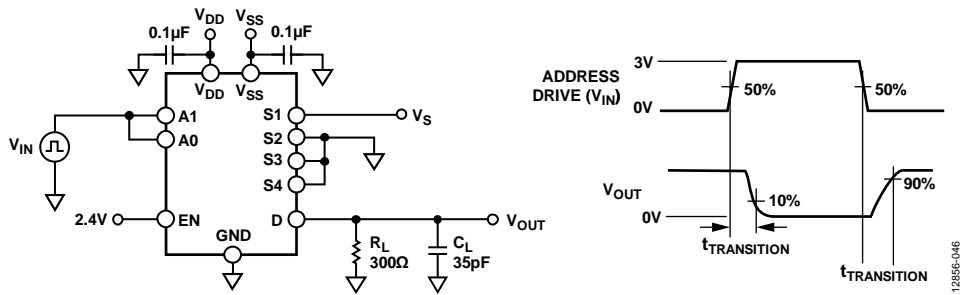 VDD VSS
0.1µF 0.1µF
VDD VSS
A1 S1 VS
A0 S2
VIN S3
S4
2.4V EN D VOUT
GND RL CL
300Ω 35pF
ADDRESS
DRIVE (VIN)
3V
50% 50%
0V
VOUT
10% 90%
0V
tTRANSITION
tTRANSITION
12856-046